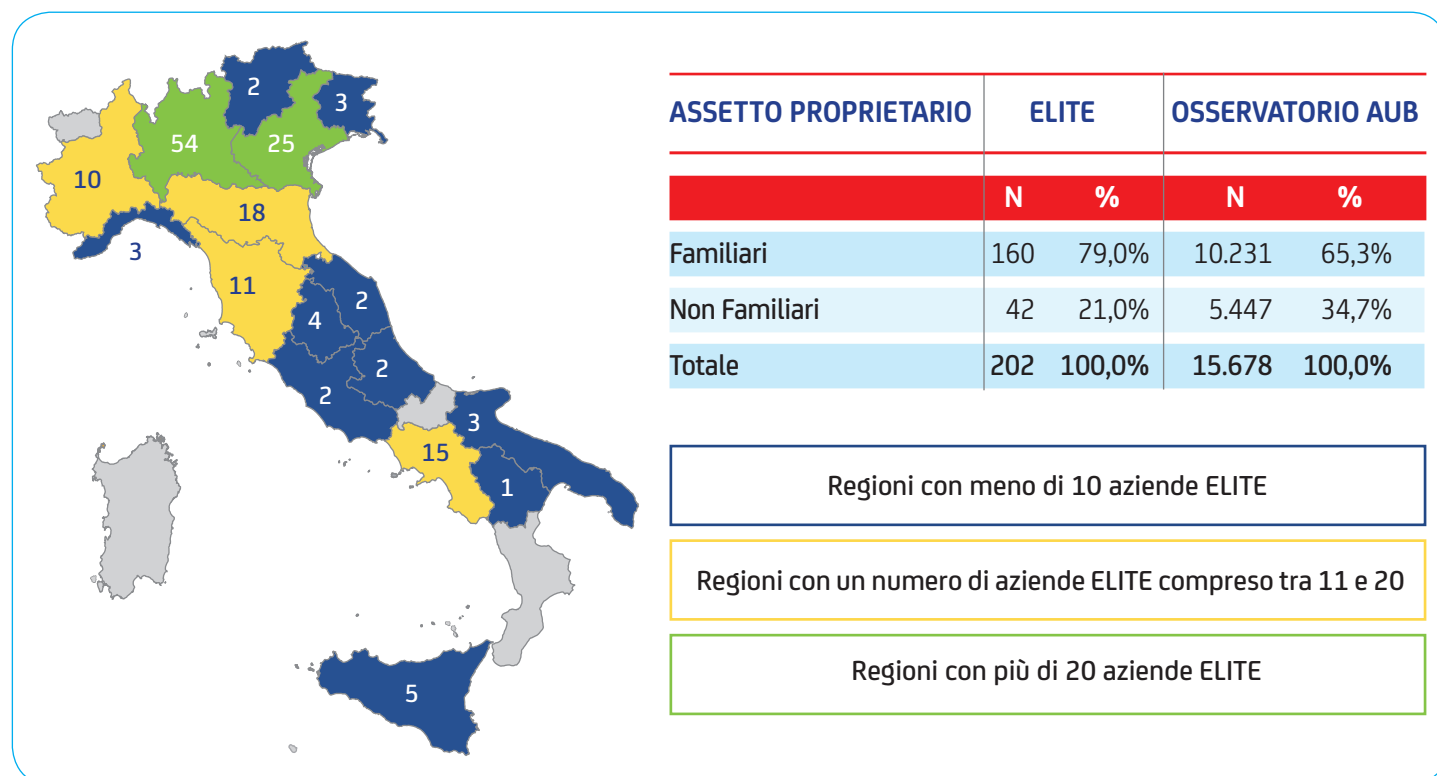 2
3
54
25
10
18
3
11
2
4
2
2
3
15
1
5
ASSETTO PROPRIETARIO ELITE OSSERVATORIO AUB
N % N %
Familiari 160 79,0% 10.231 65,3%
Non Familiari 42 21,0% 5.447 34,7%
Totale 202 100,0% 15.678 100,0%
Regioni con meno di 10 aziende ELITE
Regioni con un numero di aziende ELITE compreso tra 11 e 20
Regioni con più di 20 aziende ELITE